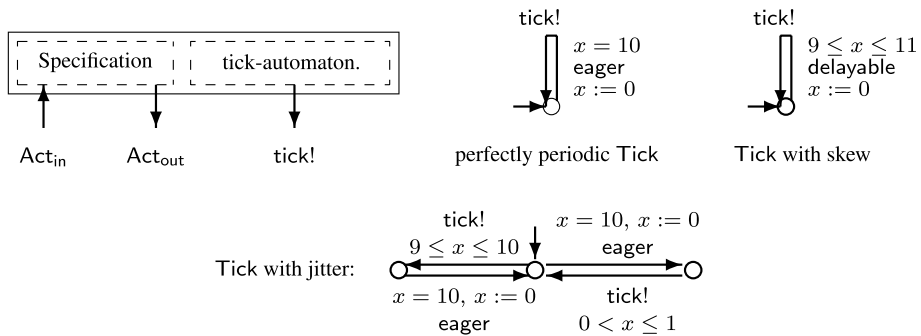 tick!
tick!
Specification
tick-automaton.
x = 10
eager
x := 0
9 ≤ x ≤ 11
delayable
x := 0
Act_in
Act_out
tick!
perfectly periodic Tick
Tick with skew
tick!
9 ≤ x ≤ 10
x = 10, x := 0
eager
Tick with jitter:
x = 10, x := 0
eager
tick!
0 < x ≤ 1